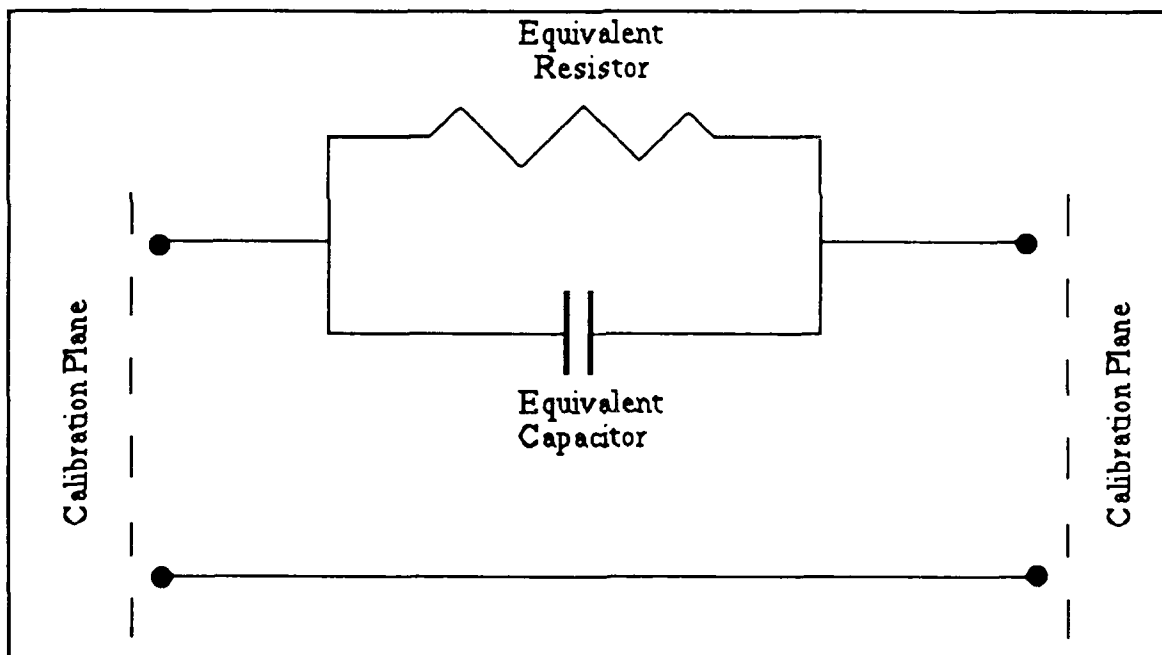 Equivalent
Resistor
Calibration Plane
Equivalent
Capacitor
Calibration Plane